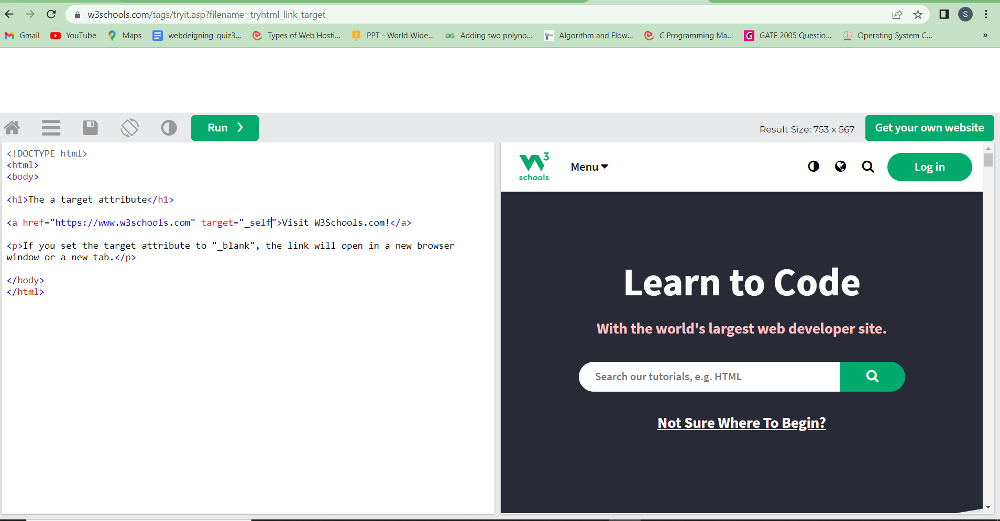 w3schools.com/tags/tryit.asp?filename=tryhtml_link_target
S
Gmail YouTube Maps webdeigning_quiz3... Types of Web Hosti... PPT - World Wide... Adding two polyno... Algorithm and Flow... C Programming Ma... GATE 2005 Questio... Operating System C... »
Run ❯ Result Size: 753 x 567 Get your own website
<!DOCTYPE html>
<html>
<body>
<h1>The a target attribute</h1>
<a href="https://www.w3schools.com" target="_self">Visit W3Schools.com!</a>
<p>If you set the target attribute to "_blank", the link will open in a new browser
window or a new tab.</p>
</body>
</html>
W3
schools
Menu
Log in
Learn to Code
With the world's largest web developer site.
Search our tutorials, e.g. HTML
Not Sure Where To Begin?